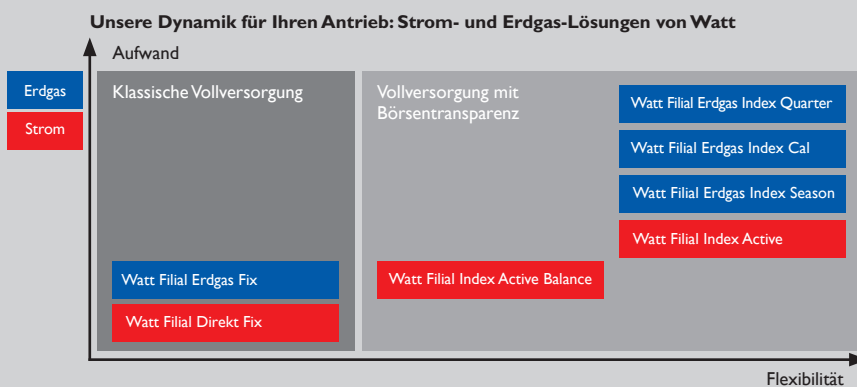 Unsere Dynamik für Ihren Antrieb: Strom- und Erdgas-Lösungen von Watt
Aufwand
Erdgas
Strom
Klassische Vollversorgung
Vollversorgung mit
Börsentransparenz
Watt Filial Erdgas Index Quarter
Watt Filial Erdgas Index Cal
Watt Filial Erdgas Index Season
Watt Filial Index Active
Watt Filial Erdgas Fix
Watt Filial Index Active Balance
Watt Filial Direkt Fix
Flexibilität